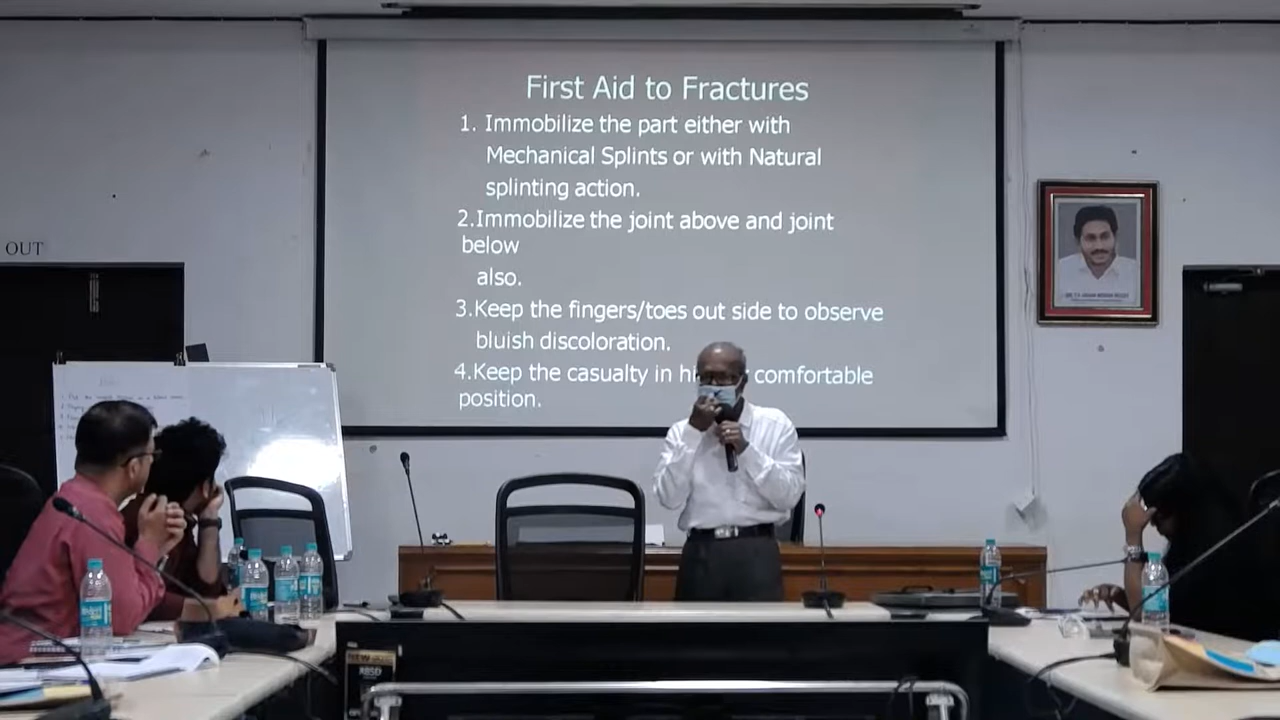 First Aid to Fractures
1. Immobilize the part either with
Mechanical Splints or with Natural
splinting action.
2.Immobilize the joint above and joint
below
also.
3.Keep the fingers/toes out side to observe
bluish discoloration.
4.Keep the casualty in comfortable
position.
OUT